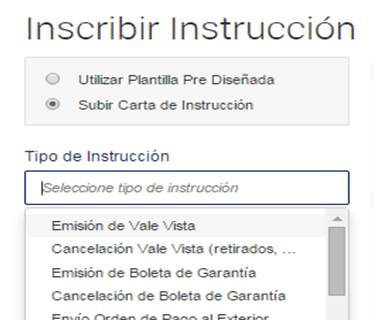 Inscribir Instrucción
Utilizar Plantilla Pre Diseñada
Subir Carta de Instrucción
Tipo de Instrucción
Seleccione tipo de instrucción
Emisión de Vale Vista
Cancelación Vale Vista (retirados, ...
Emisión de Boleta de Garantía
Cancelación de Boleta de Garantía
Envío Orden de Pago al Exterior